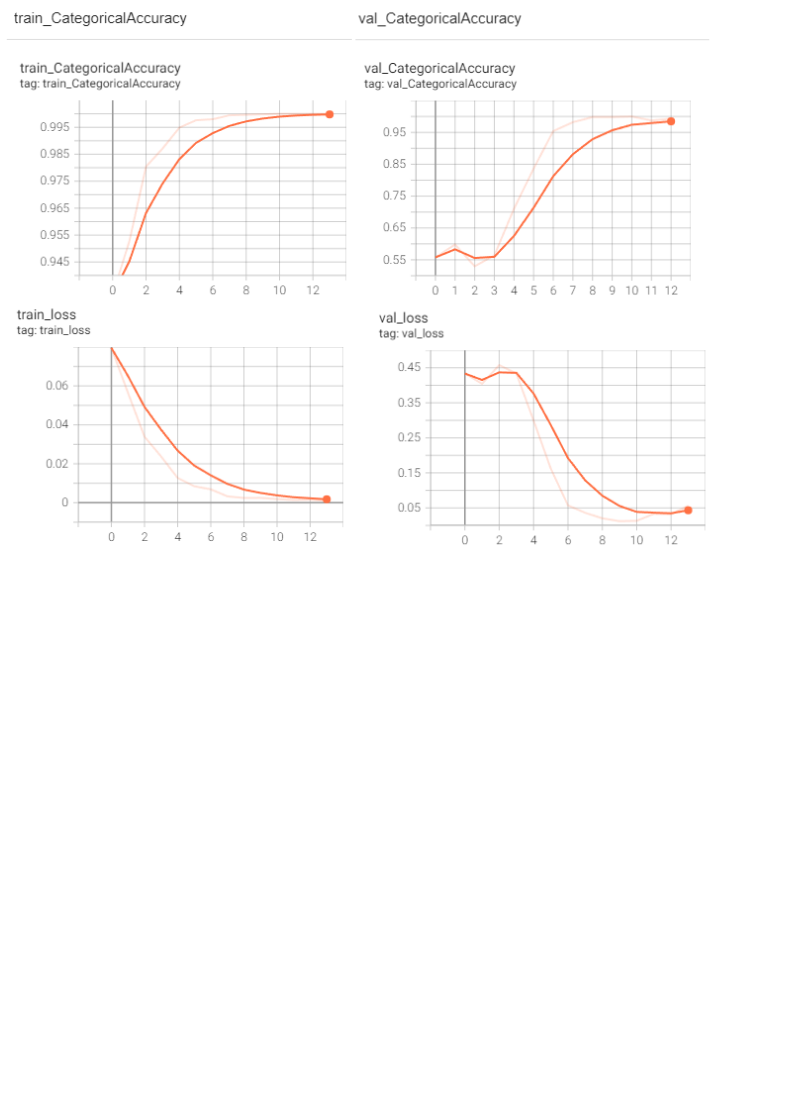 train_CategoricalAccuracy
val_CategoricalAccuracy
train_CategoricalAccuracy
tag: train_CategoricalAccuracy
0.995
0.985
0.975
0.965
0.955
0.945
0 2 4 6 8 10 12
val_CategoricalAccuracy
tag: val_CategoricalAccuracy
0.95
0.85
0.75
0.65
0.55
0 1 2 3 4 5 6 7 8 9 10 11 12
train_loss
tag: train_loss
0.06
0.04
0.02
0
0 2 4 6 8 10 12
val_loss
tag: val_loss
0.45
0.35
0.25
0.15
0.05
0 2 4 6 8 10 12